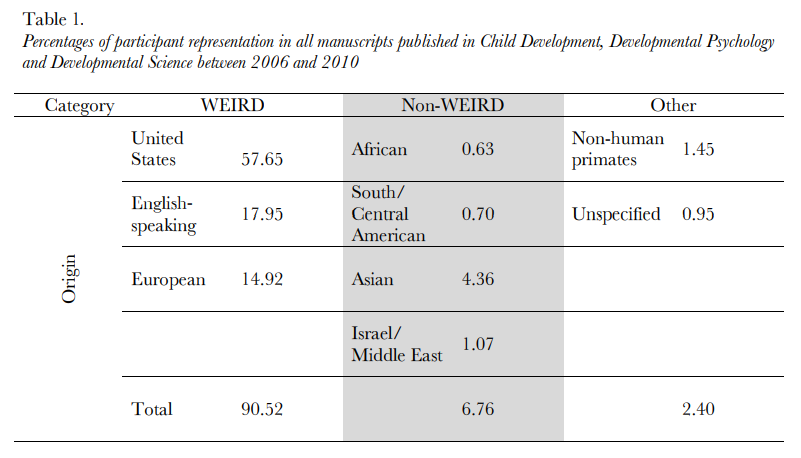 Table 1.
Percentages of participant representation in all manuscripts published in Child Development, Developmental Psychology
and Developmental Science between 2006 and 2010
Category WEIRD Non-WEIRD Other
Origin
United
States 57.65
African 0.63
Non-human
primates 1.45
English-
speaking 17.95
South/
Central
American 0.70
Unspecified 0.95
European 14.92
Asian 4.36
Israel/
Middle East 1.07
Total 90.52 6.76 2.40